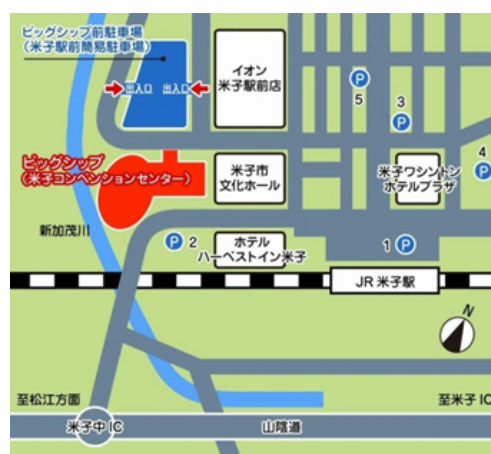 ビッグシップ前駐車場
(米子駅前簡易駐車場)
出入口
出入口
イオン
米子駅前店
P
5
3
P
4
P
ビッグシップ
(米子コンベンションセンター)
米子市
文化ホール
米子ワシントン
ホテルプラザ
新加茂川
P 2
ホテル
ハーベストイン米子
1 P
JR 米子駅
N
至松江方面
至米子 IC
米子中 IC
山陰道